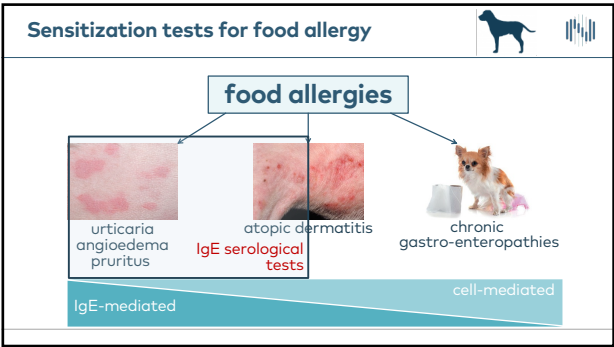 Sensitization tests for food allergy
food allergies
urticaria
angioedema
pruritus
atopic dermatitis
IgE serological
tests
chronic
gastro-enteropathies
cell-mediated
IgE-mediated